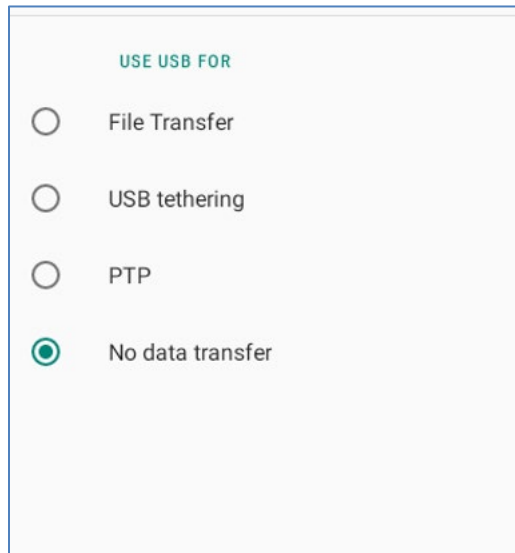 USE USB FOR
File Transfer
USB tethering
PTP
No data transfer